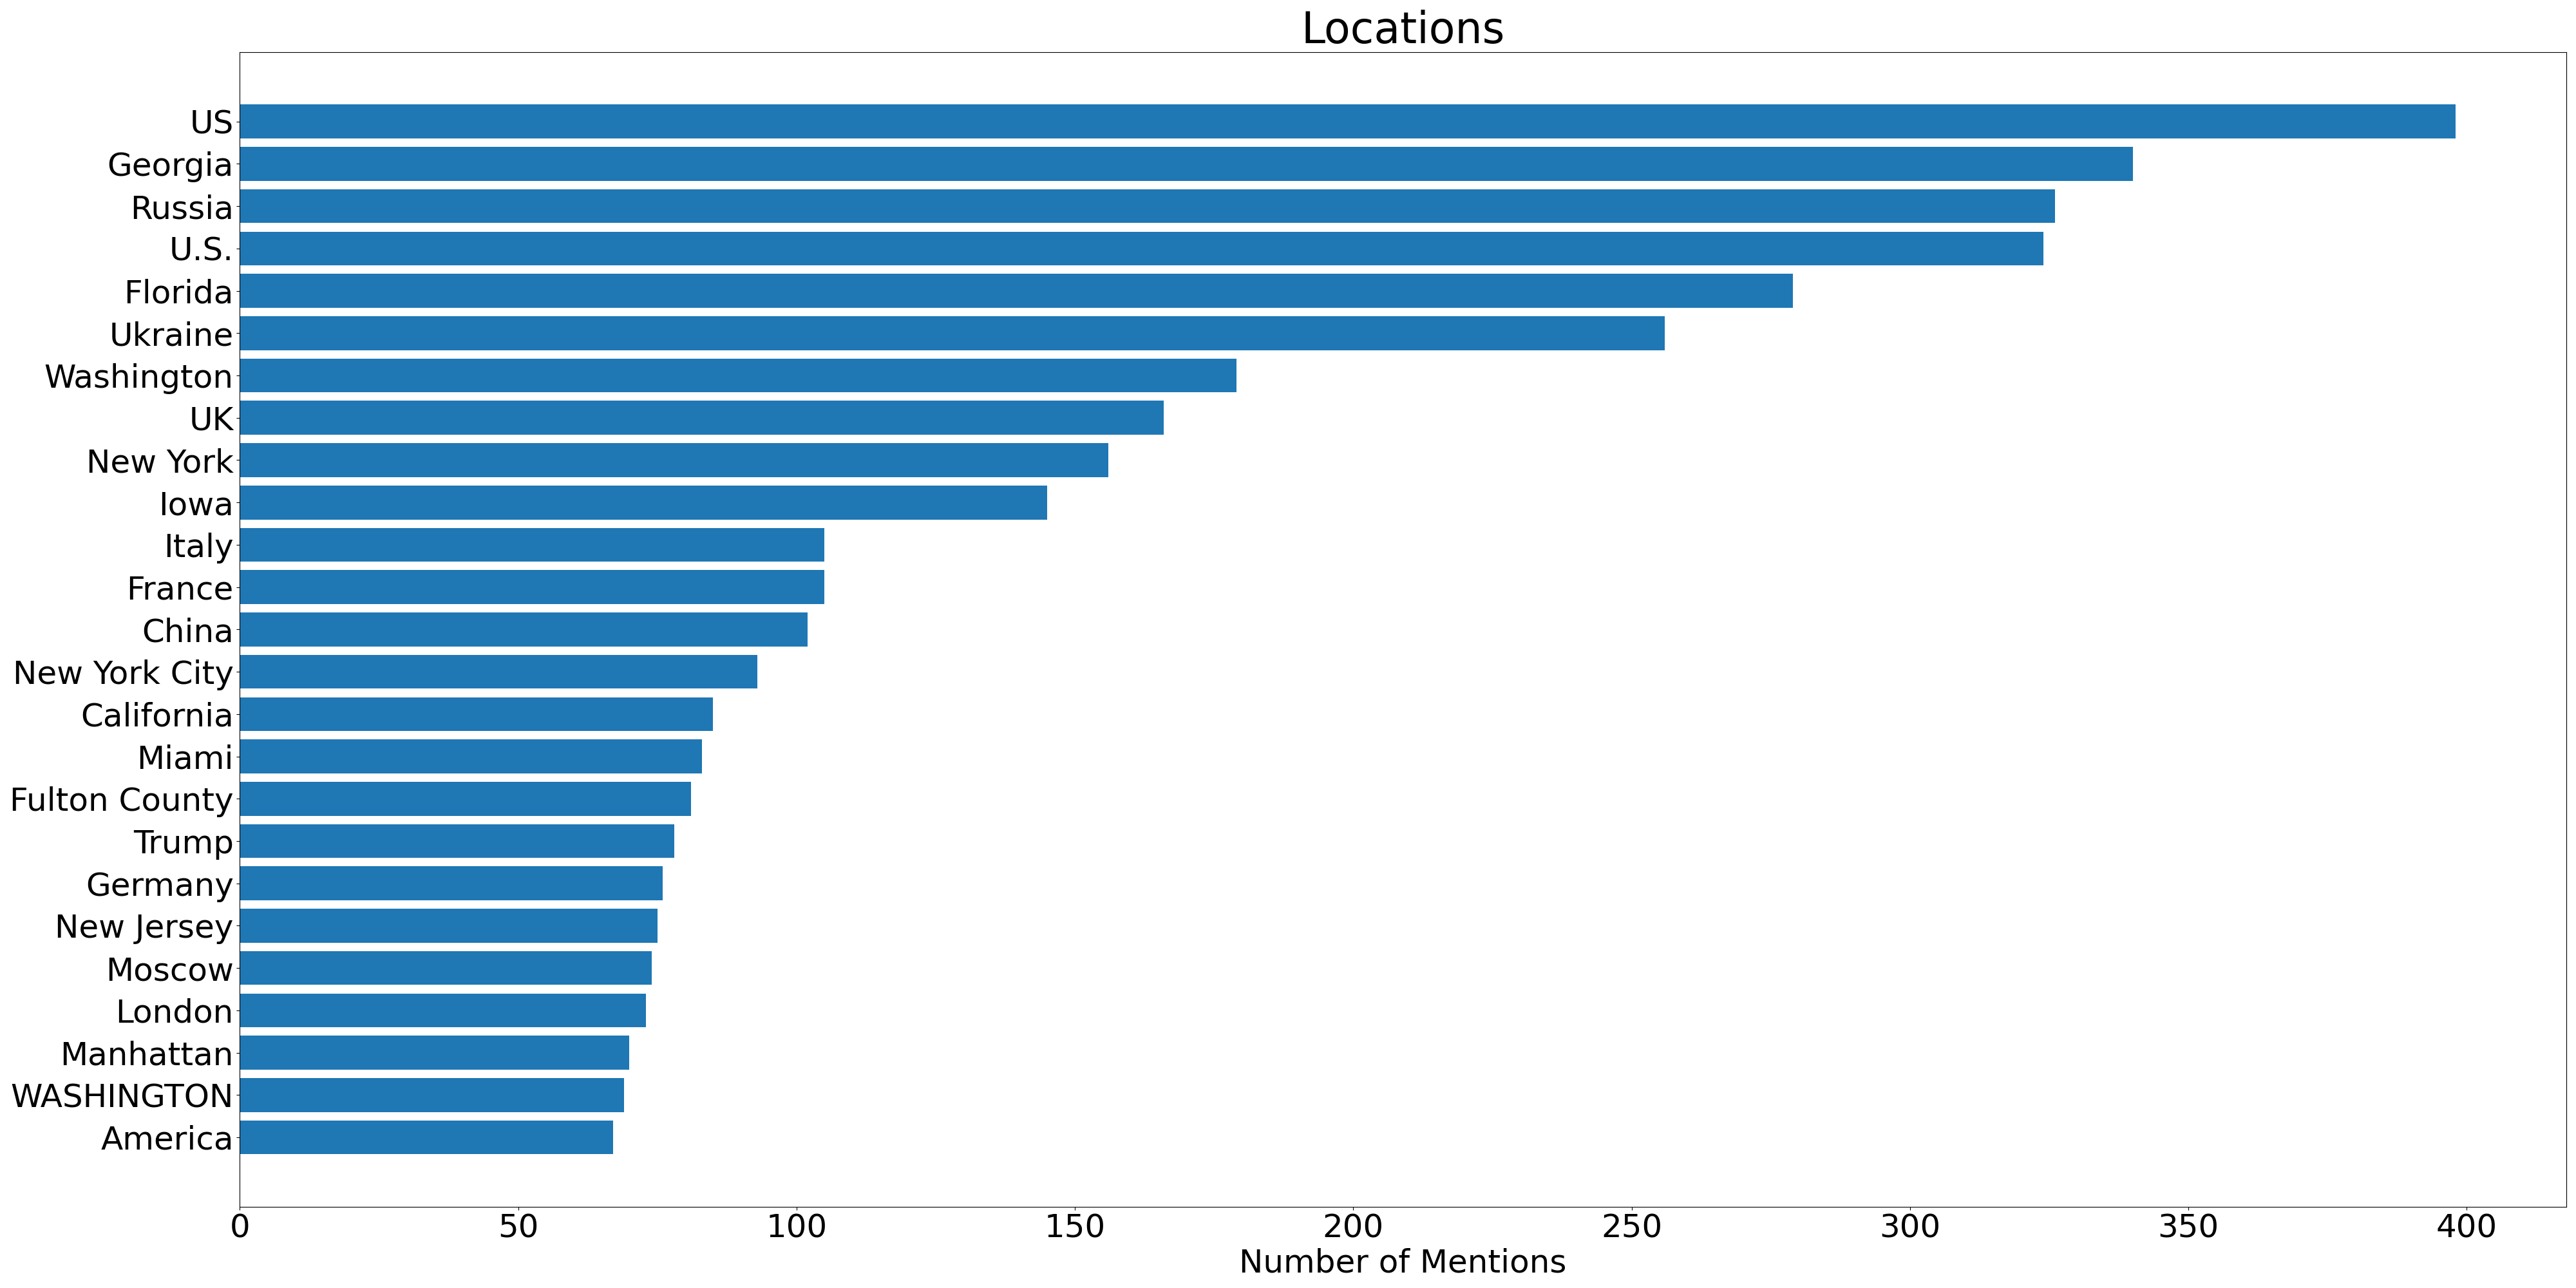 Locations
US
Georgia
Russia
U.S.
Florida
Ukraine
Washington
UK
New York
Iowa
Italy
France
China
New York City
California
Miami
Fulton County
Trump
Germany
New Jersey
Moscow
London
Manhattan
WASHINGTON
America
0 50 100 150 200 250 300 350 400
Number of Mentions